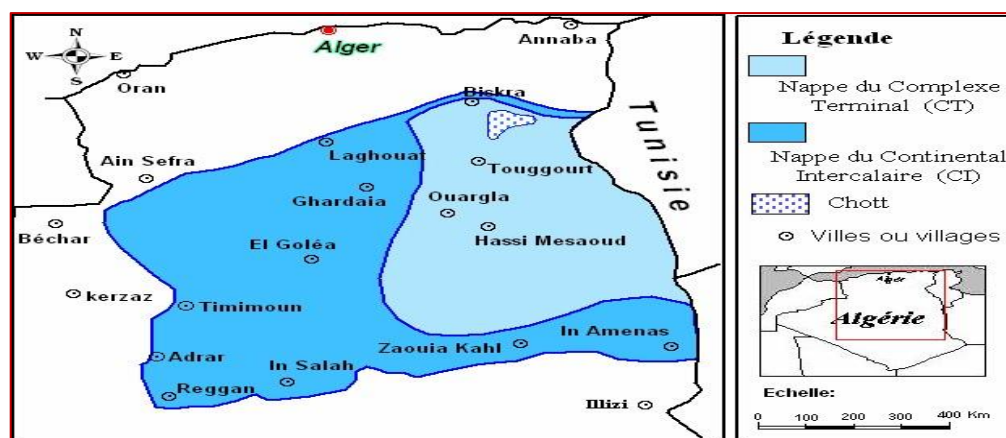 N
W E
S
Alger
Annaba
Oran
Biskra
Tunisie
Laghouat
Ain Sefra
Touggourt
Ghardaia
Ouargla
Béchar
Hassi Mesaoud
El Goléa
kerzaz
Timimoun
In Amenas
Zaouia Kahl
Adrar
In Salah
Reggan
Illizi
Légende
Nappe du Complexe
Terminal (CT)
Nappe du Continental
Intercalaire (CI)
Chott
Villes ou villages
Alger
Algérie
Echelle:
0 100 200 300 400 Km